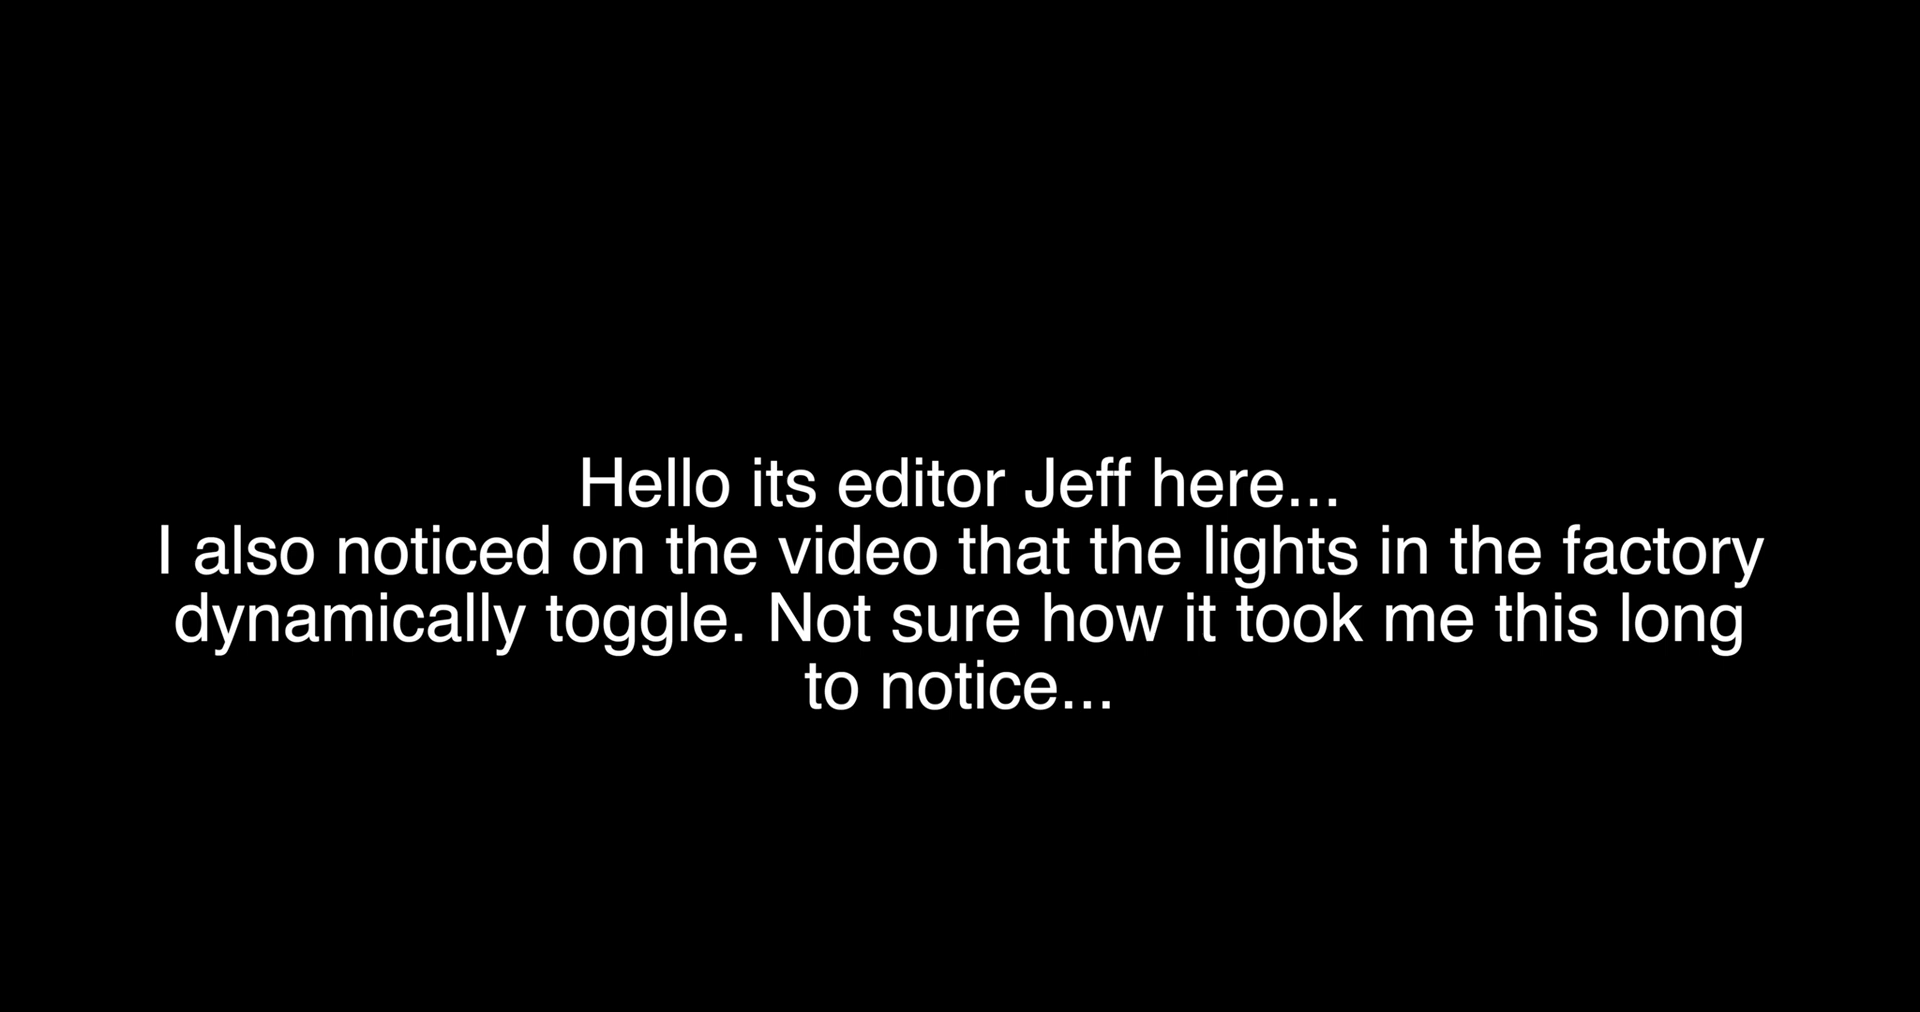 Hello its editor Jeff here...
I also noticed on the video that the lights in the factory
dynamically toggle. Not sure how it took me this long
to notice...